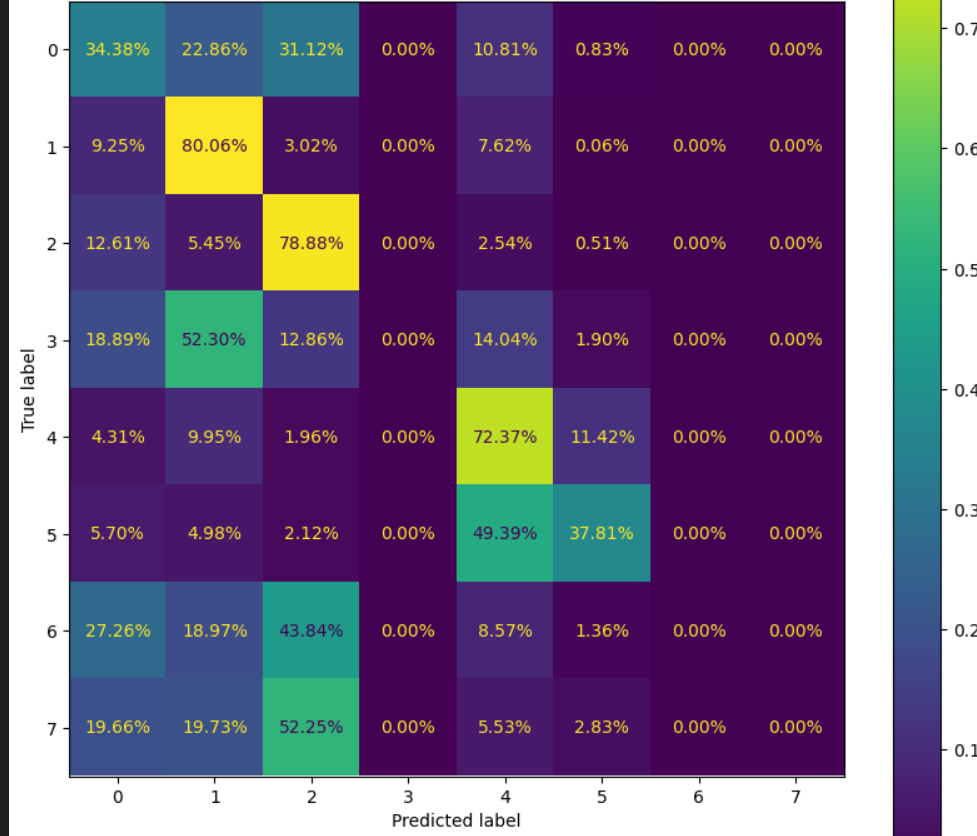 0 34.38% 22.86% 31.12% 0.00% 10.81% 0.83% 0.00% 0.00% 0.7
1 9.25% 80.06% 3.02% 0.00% 7.62% 0.06% 0.00% 0.00% 0.6
2 12.61% 5.45% 78.88% 0.00% 2.54% 0.51% 0.00% 0.00% 0.5
3 18.89% 52.30% 12.86% 0.00% 14.04% 1.90% 0.00% 0.00% 0.4
True label
4 4.31% 9.95% 1.96% 0.00% 72.37% 11.42% 0.00% 0.00%
5 5.70% 4.98% 2.12% 0.00% 49.39% 37.81% 0.00% 0.00% 0.3
6 27.26% 18.97% 43.84% 0.00% 8.57% 1.36% 0.00% 0.00% 0.2
7 19.66% 19.73% 52.25% 0.00% 5.53% 2.83% 0.00% 0.00% 0.1
0 1 2 3 4 5 6 7
Predicted label